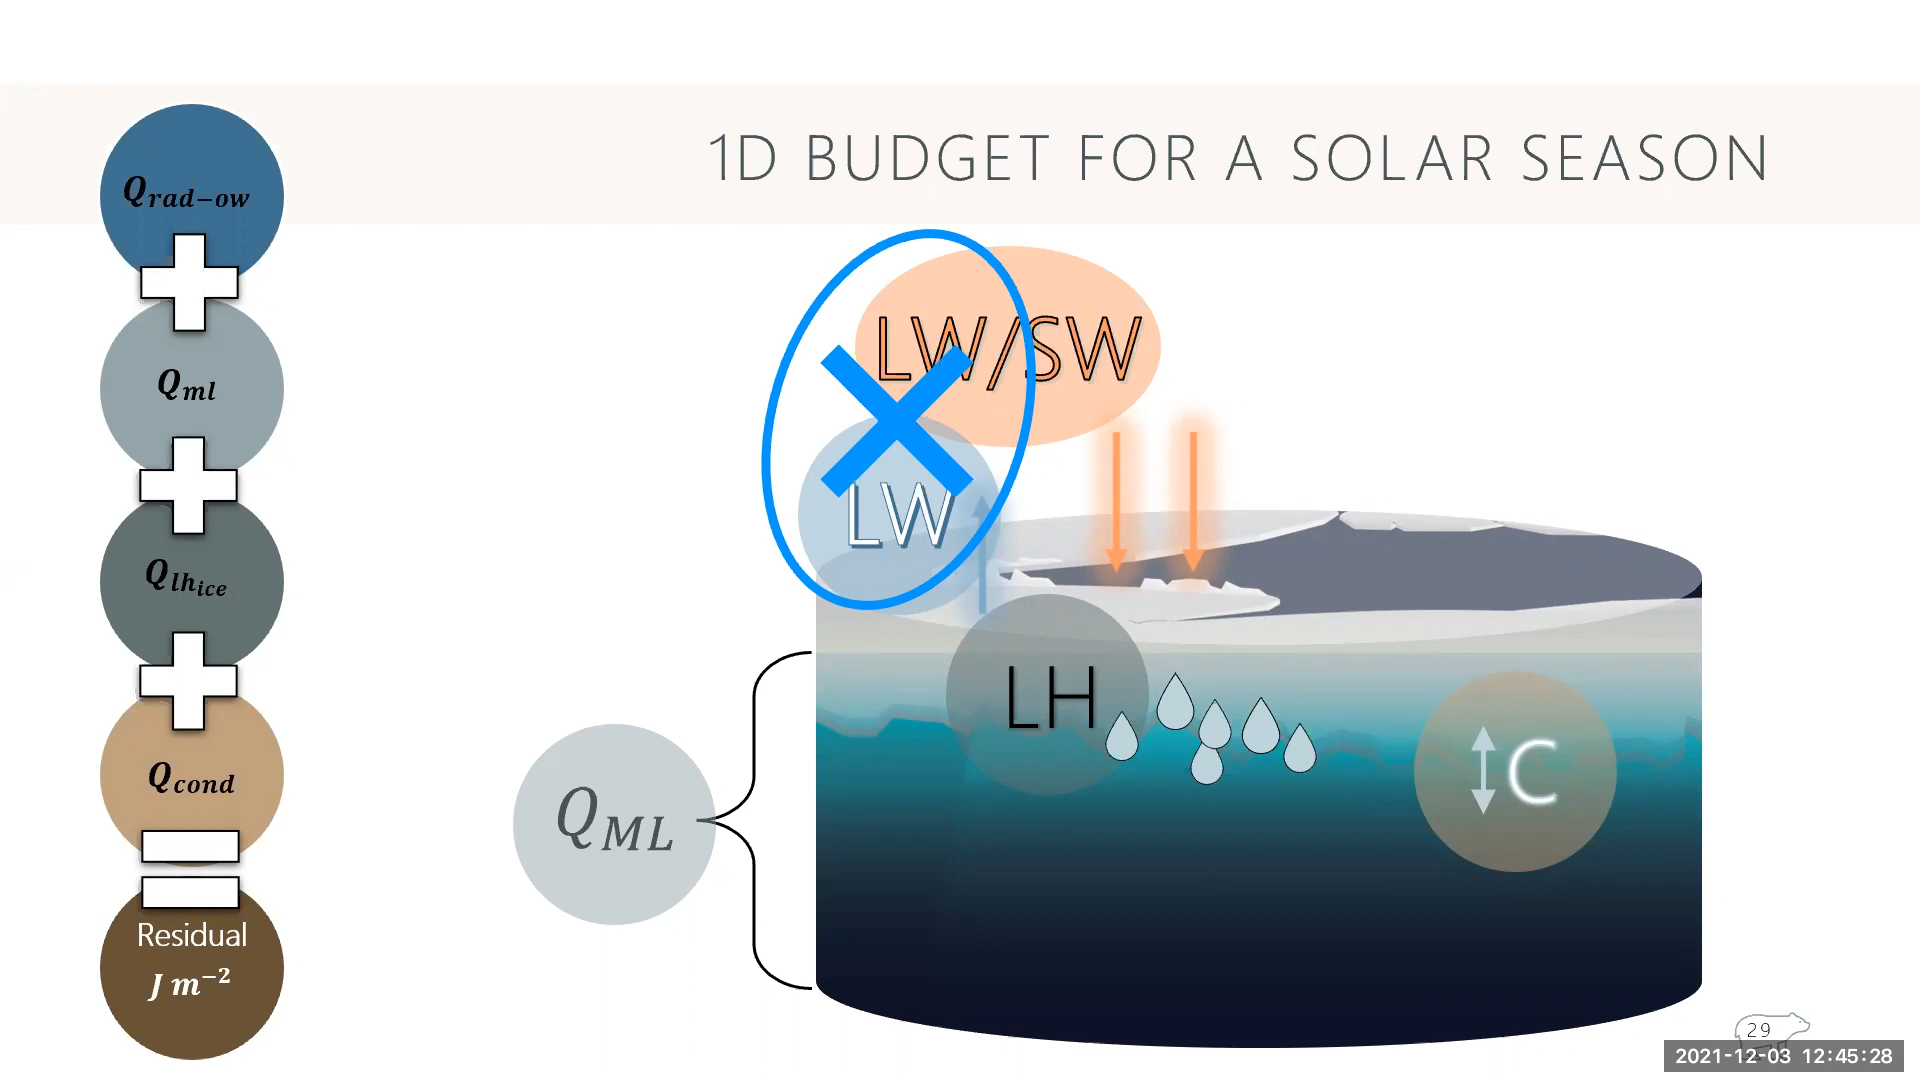 1D BUDGET FOR A SOLAR SEASON
Q_rad−ow
Q_ml
Q_lh_ice
Q_cond
Residual
J m^−2
LW/SW
LW
LH
C
Q_ML
29
2021-12-03 12:45:28